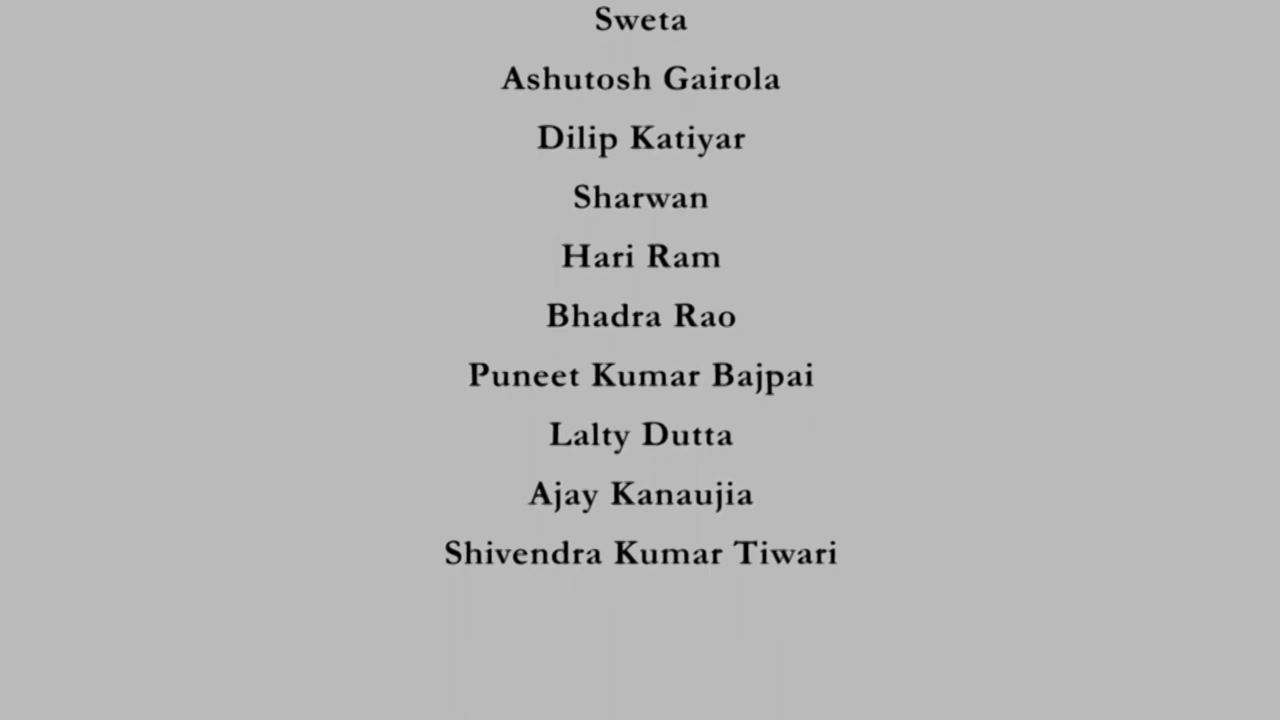 Sweta
Ashutosh Gairola
Dilip Katiyar
Sharwan
Hari Ram
Bhadra Rao
Puneet Kumar Bajpai
Lalty Dutta
Ajay Kanaujia
Shivendra Kumar Tiwari